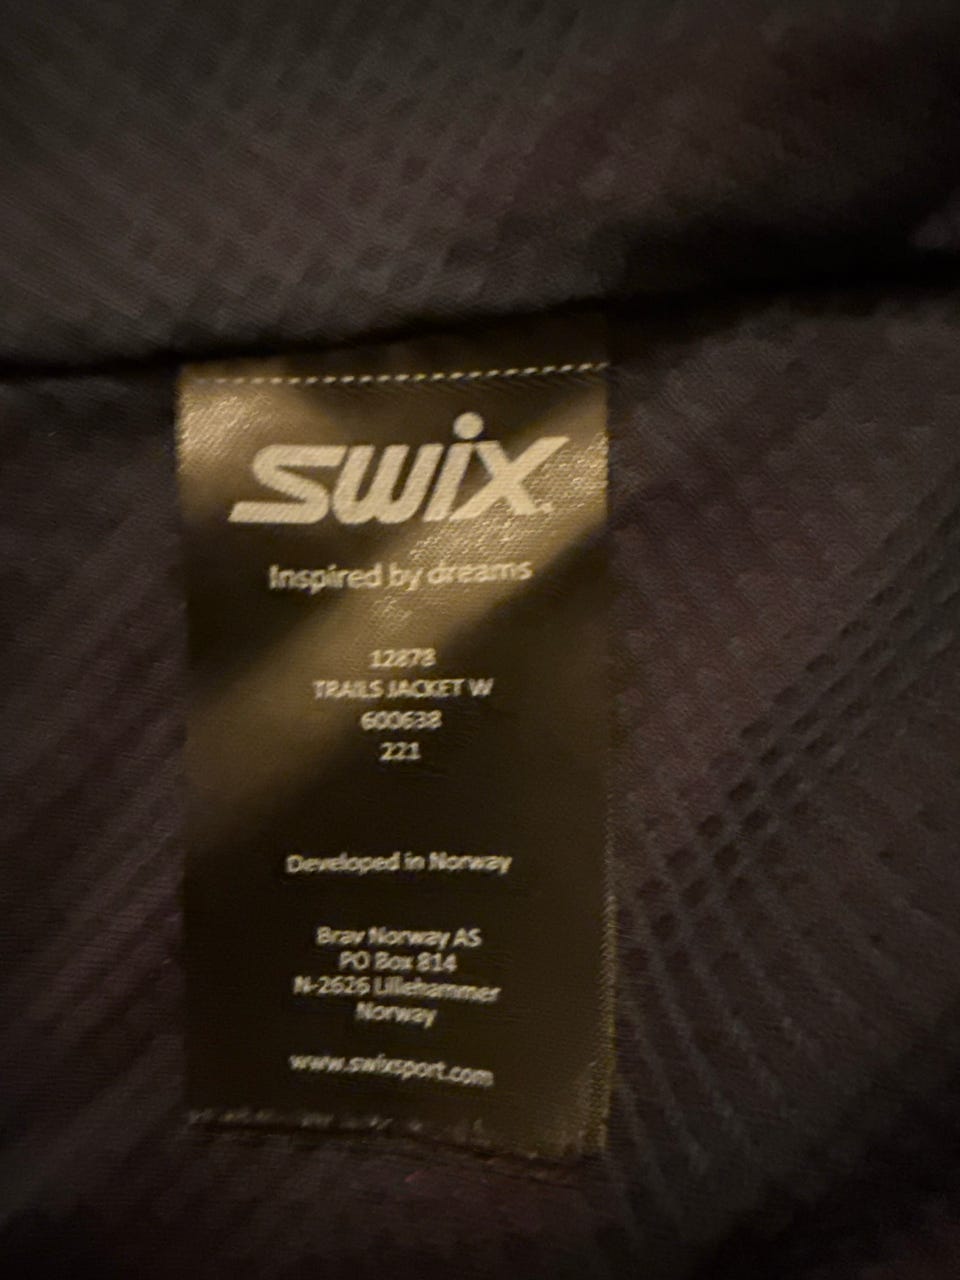 swix
Inspired by dreams
12878
TRAILS JACKET W
600638
221
Developed in Norway
Brav Norway AS
PO Box 814
N-2626 Lillehammer
Norway
www.swixsport.com